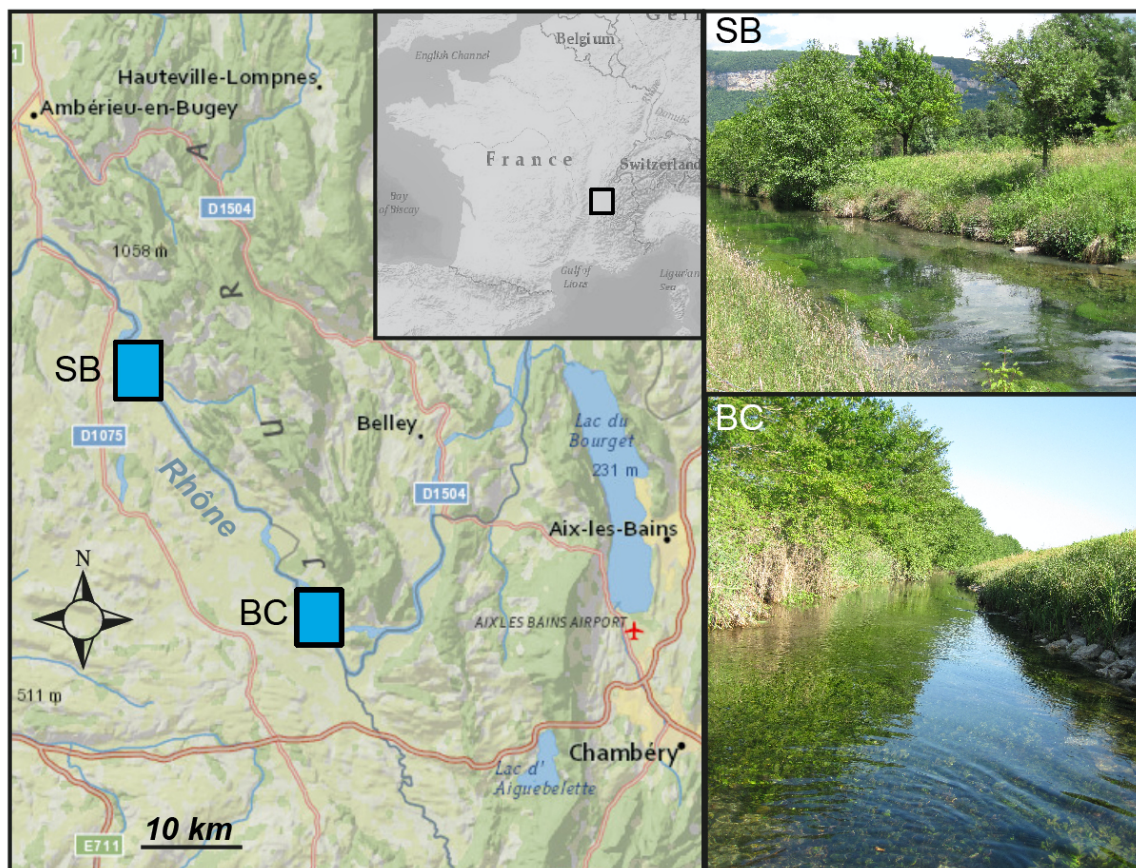 Hauteville-Lompnes
Ambérieu-en-Bugey
D1504
1058 m
J U R A
SB
D1075
Rhône
Belley
D1504
Lac du
Bourget
231 m
Aix-les-Bains
N
BC
AIX LES BAINS AIRPORT
511 m
Chambéry
Lac d'
Aiguebelette
10 km
E711
English Channel
Belgium
France
Switzerland
Danube
Bay
of Biscay
Gulf of
Lions
Ligurian
Sea
SB
BC